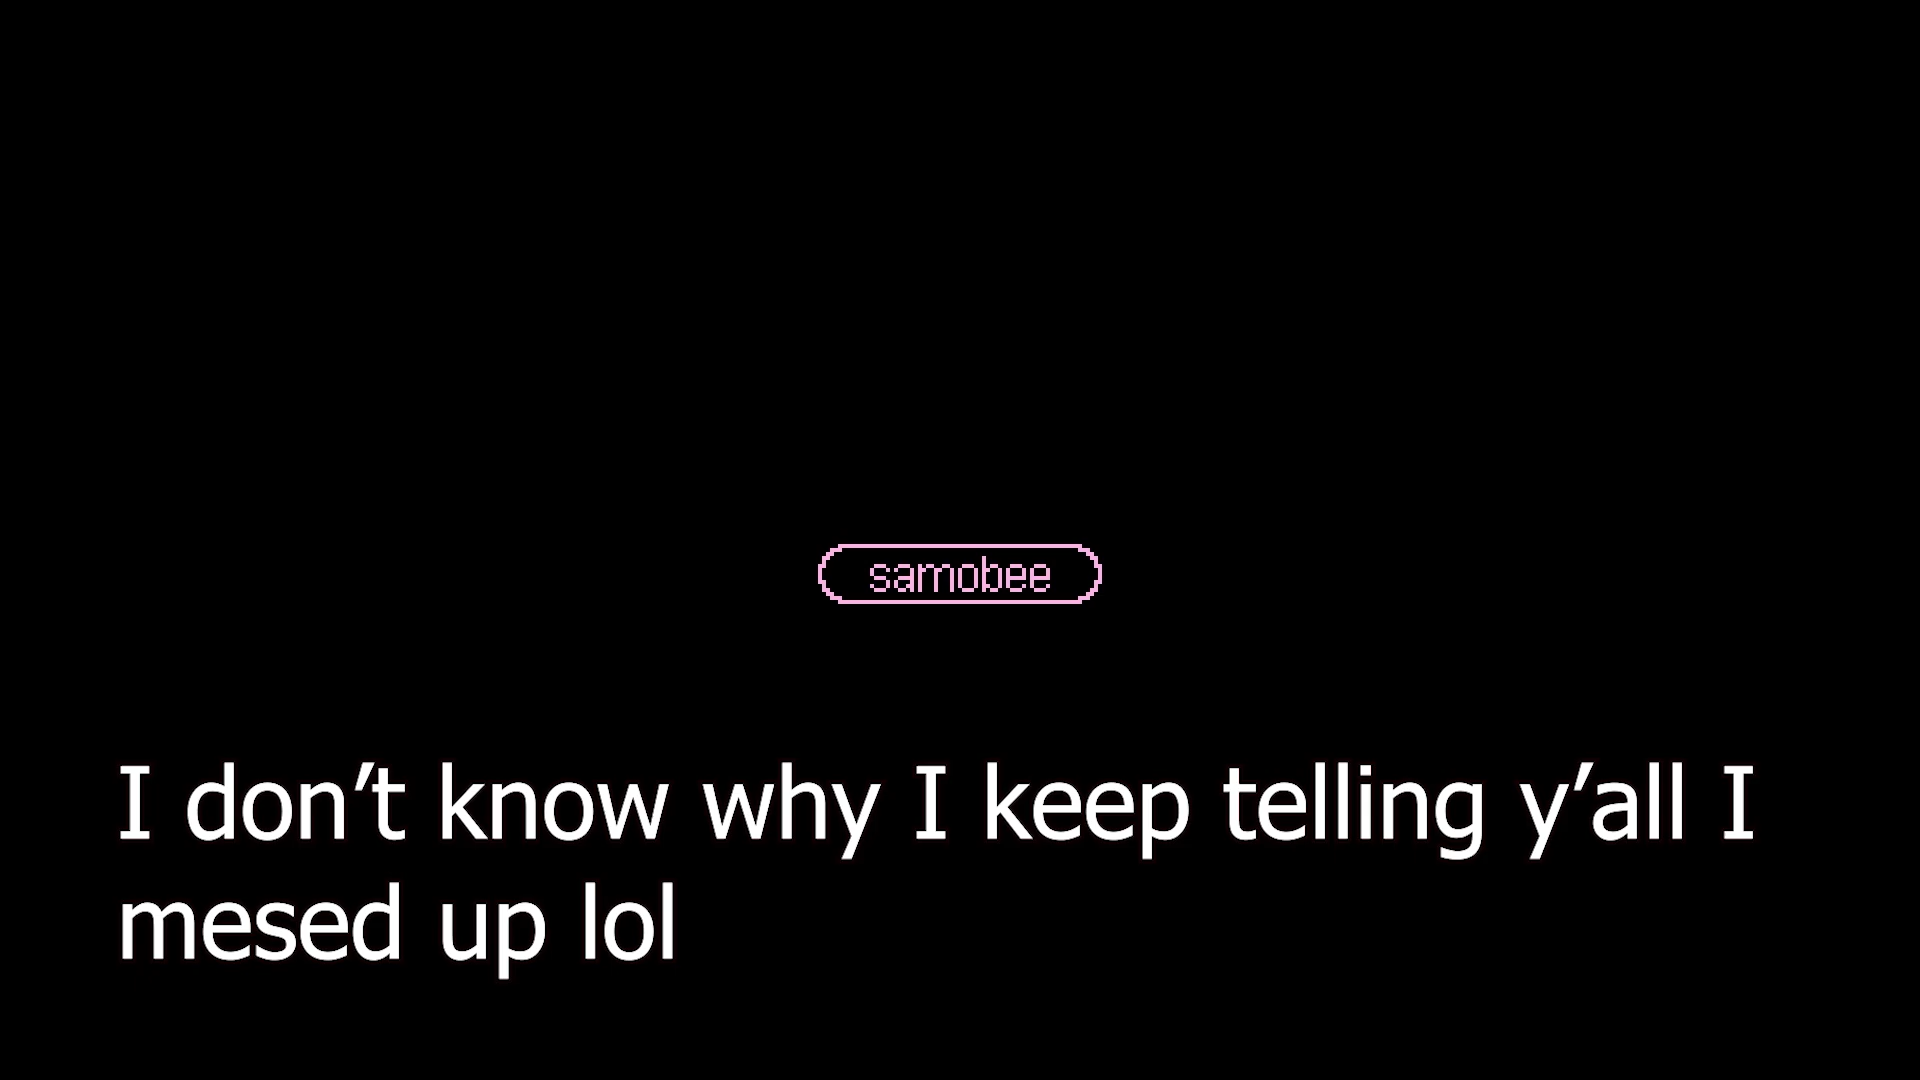 samobee
I don’t know why I keep telling y’all I
mesed up lol